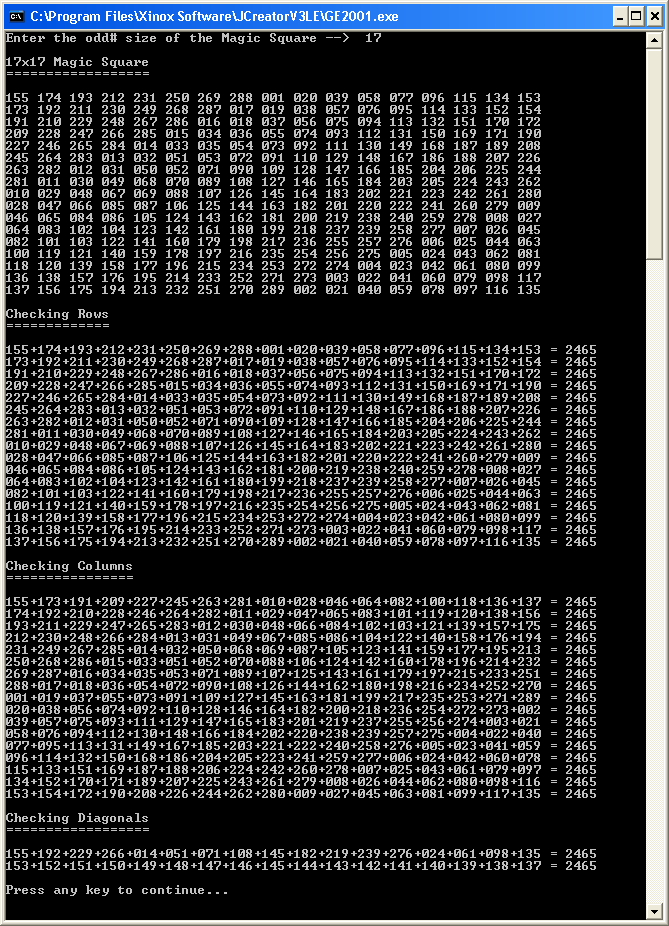 C:\Program Files\Xinox Software\JCreatorV3LE\GE2001.exe
Enter the odd# size of the Magic Square -->  17
17x17 Magic Square
==================
155 174 193 212 231 250 269 288 001 020 039 058 077 096 115 134 153
173 192 211 230 249 268 287 017 019 038 057 076 095 114 133 152 154
191 210 229 248 267 286 016 018 037 056 075 094 113 132 151 170 172
209 228 247 266 285 015 034 036 055 074 093 112 131 150 169 171 190
227 246 265 284 014 033 035 054 073 092 111 130 149 168 187 189 208
245 264 283 013 032 051 053 072 091 110 129 148 167 186 188 207 226
263 282 012 031 050 052 071 090 109 128 147 166 185 204 206 225 244
281 011 030 049 068 070 089 108 127 146 165 184 203 205 224 243 262
010 029 048 067 069 088 107 126 145 164 183 202 221 223 242 261 280
028 047 066 085 087 106 125 144 163 182 201 220 222 241 260 279 009
046 065 084 086 105 124 143 162 181 200 219 238 240 259 278 008 027
064 083 102 104 123 142 161 180 199 218 237 239 258 277 007 026 045
082 101 103 122 141 160 179 198 217 236 255 257 276 006 025 044 063
100 119 121 140 159 178 197 216 235 254 256 275 005 024 043 062 081
118 120 139 158 177 196 215 234 253 272 274 004 023 042 061 080 099
136 138 157 176 195 214 233 252 271 273 003 022 041 060 079 098 117
137 156 175 194 213 232 251 270 289 002 021 040 059 078 097 116 135
Checking Rows
=============
155+174+193+212+231+250+269+288+001+020+039+058+077+096+115+134+153 = 2465
173+192+211+230+249+268+287+017+019+038+057+076+095+114+133+152+154 = 2465
191+210+229+248+267+286+016+018+037+056+075+094+113+132+151+170+172 = 2465
209+228+247+266+285+015+034+036+055+074+093+112+131+150+169+171+190 = 2465
227+246+265+284+014+033+035+054+073+092+111+130+149+168+187+189+208 = 2465
245+264+283+013+032+051+053+072+091+110+129+148+167+186+188+207+226 = 2465
263+282+012+031+050+052+071+090+109+128+147+166+185+204+206+225+244 = 2465
281+011+030+049+068+070+089+108+127+146+165+184+203+205+224+243+262 = 2465
010+029+048+067+069+088+107+126+145+164+183+202+221+223+242+261+280 = 2465
028+047+066+085+087+106+125+144+163+182+201+220+222+241+260+279+009 = 2465
046+065+084+086+105+124+143+162+181+200+219+238+240+259+278+008+027 = 2465
064+083+102+104+123+142+161+180+199+218+237+239+258+277+007+026+045 = 2465
082+101+103+122+141+160+179+198+217+236+255+257+276+006+025+044+063 = 2465
100+119+121+140+159+178+197+216+235+254+256+275+005+024+043+062+081 = 2465
118+120+139+158+177+196+215+234+253+272+274+004+023+042+061+080+099 = 2465
136+138+157+176+195+214+233+252+271+273+003+022+041+060+079+098+117 = 2465
137+156+175+194+213+232+251+270+289+002+021+040+059+078+097+116+135 = 2465
Checking Columns
================
155+173+191+209+227+245+263+281+010+028+046+064+082+100+118+136+137 = 2465
174+192+210+228+246+264+282+011+029+047+065+083+101+119+120+138+156 = 2465
193+211+229+247+265+283+012+030+048+066+084+102+103+121+139+157+175 = 2465
212+230+248+266+284+013+031+049+067+085+086+104+122+140+158+176+194 = 2465
231+249+267+285+014+032+050+068+069+087+105+123+141+159+177+195+213 = 2465
250+268+286+015+033+051+052+070+088+106+124+142+160+178+196+214+232 = 2465
269+287+016+034+035+053+071+089+107+125+143+161+179+197+215+233+251 = 2465
288+017+018+036+054+072+090+108+126+144+162+180+198+216+234+252+270 = 2465
001+019+037+055+073+091+109+127+145+163+181+199+217+235+253+271+289 = 2465
020+038+056+074+092+110+128+146+164+182+200+218+236+254+272+273+002 = 2465
039+057+075+093+111+129+147+165+183+201+219+237+255+256+274+003+021 = 2465
058+076+094+112+130+148+166+184+202+220+238+239+257+275+004+022+040 = 2465
077+095+113+131+149+167+185+203+221+222+240+258+276+005+023+041+059 = 2465
096+114+132+150+168+186+204+205+223+241+259+277+006+024+042+060+078 = 2465
115+133+151+169+187+188+206+224+242+260+278+007+025+043+061+079+097 = 2465
134+152+170+171+189+207+225+243+261+279+008+026+044+062+080+098+116 = 2465
153+154+172+190+208+226+244+262+280+009+027+045+063+081+099+117+135 = 2465
Checking Diagonals
==================
155+192+229+266+014+051+071+108+145+182+219+239+276+024+061+098+135 = 2465
153+152+151+150+149+148+147+146+145+144+143+142+141+140+139+138+137 = 2465
Press any key to continue...